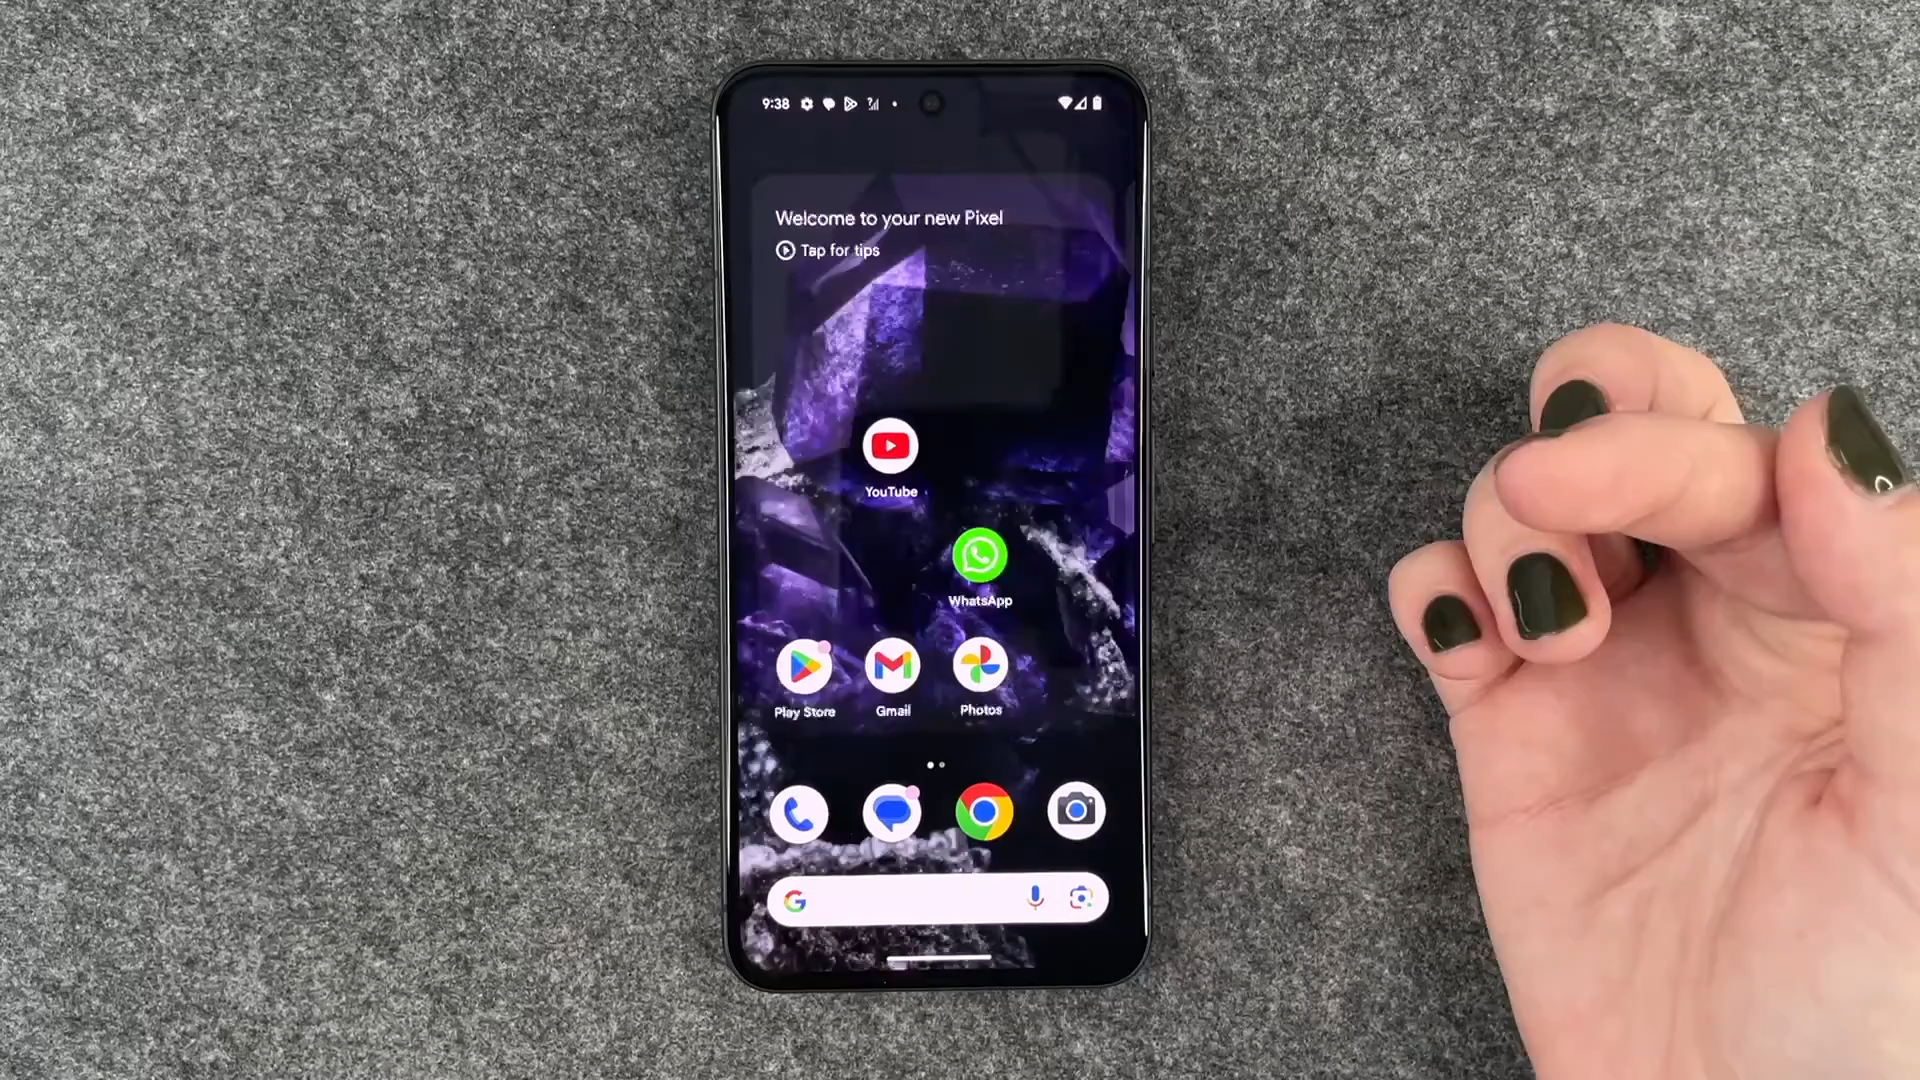 9:38
Welcome to your new Pixel
Tap for tips
YouTube
WhatsApp
Play Store
Gmail
Photos